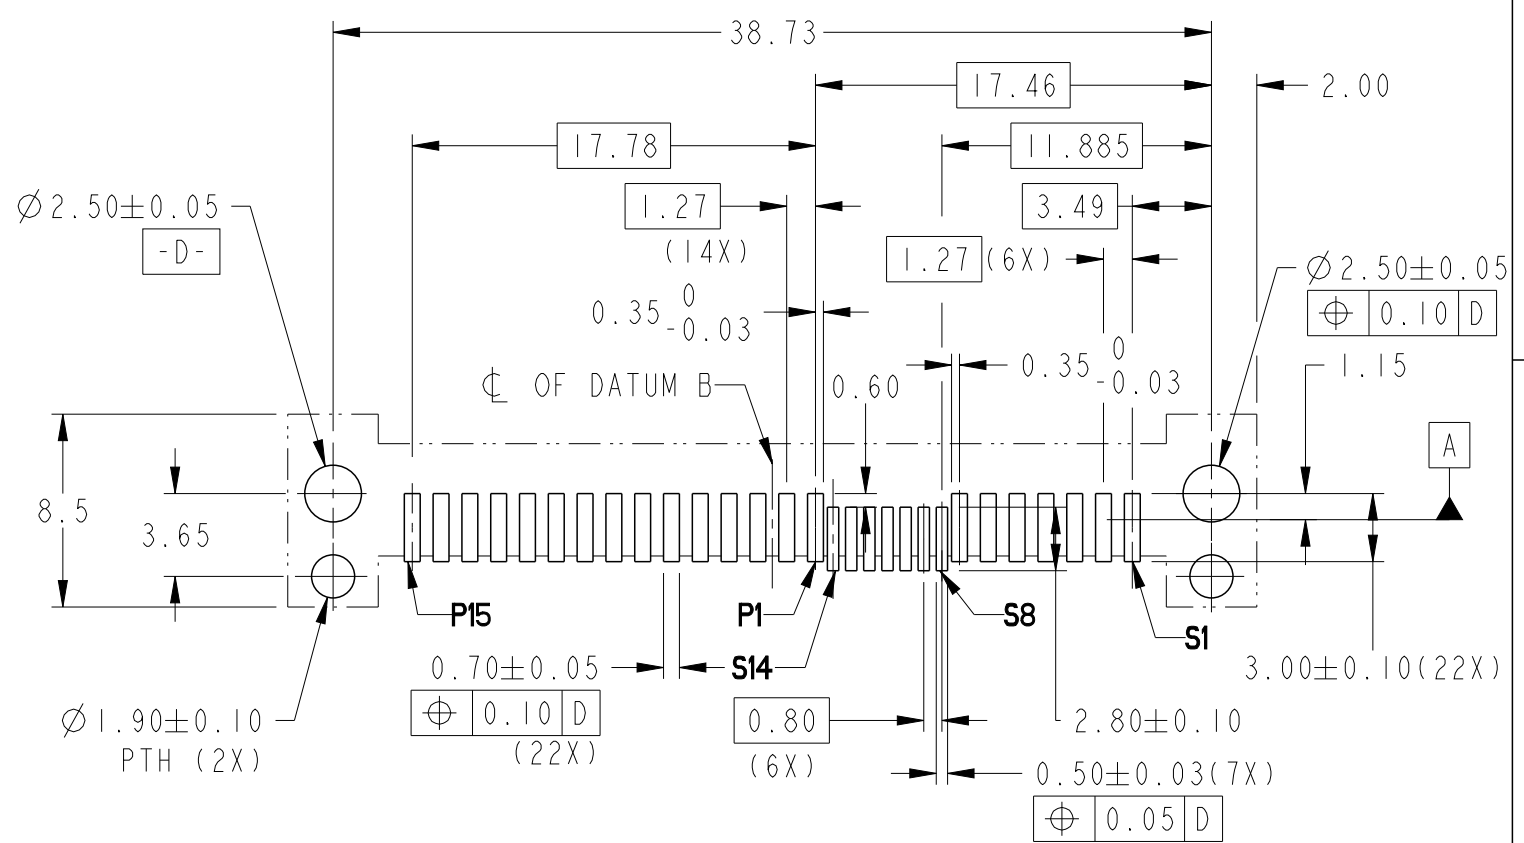 38.73
17.46
2.00
17.78
11.885
Ø2.50±0.05
-D-
1.27
(14X)
3.49
1.27 (6X)
Ø2.50±0.05
⌖ 0.10 D
0.35 0 -0.03
0.35 0 -0.03
1.15
℄ OF DATUM B
0.60
A
8.5
3.65
P15
P1
S8
S1
0.70±0.05
S14
3.00±0.10(22X)
⌖ 0.10 D
(22X)
Ø1.90±0.10
PTH (2X)
0.80
(6X)
2.80±0.10
0.50±0.03(7X)
⌖ 0.05 D